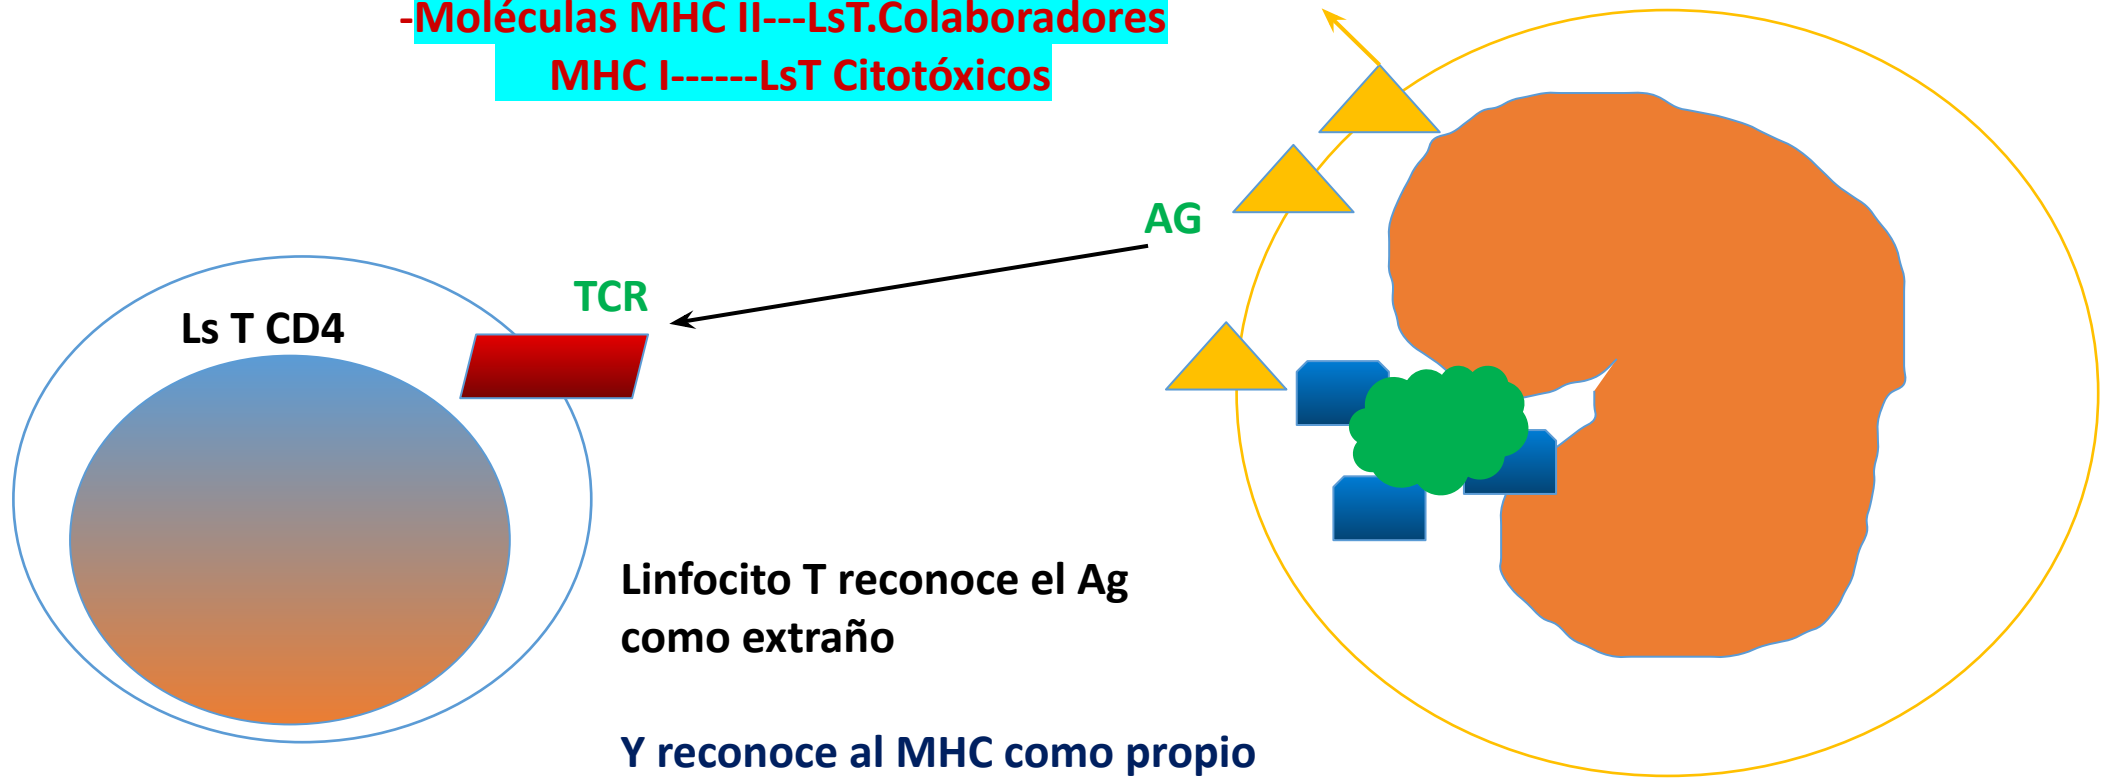 -Moléculas MHC II---LsT.Colaboradores
MHC I------LsT Citotóxicos
AG
TCR
Ls T CD4
Linfocito T reconoce el Ag
como extraño
Y reconoce al MHC como propio